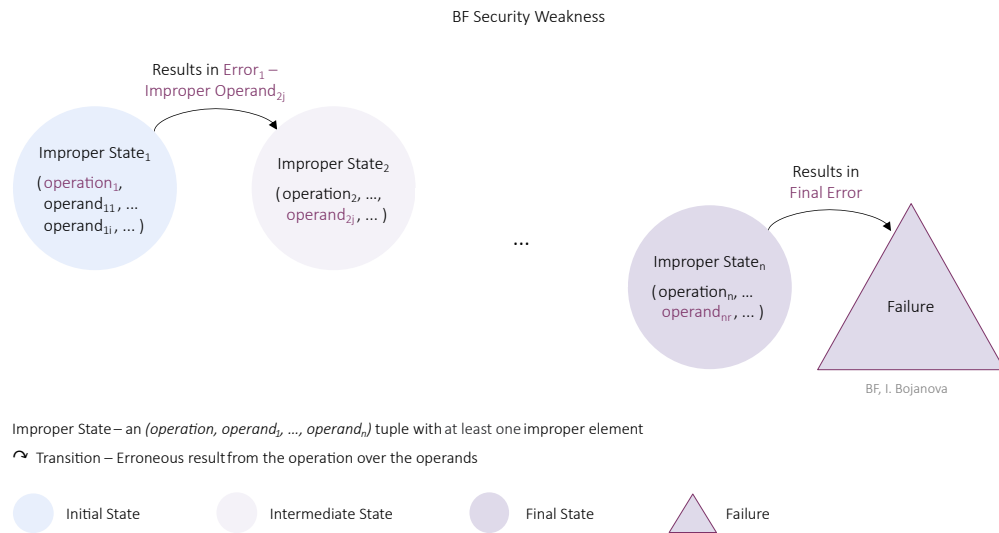 BF Security Weakness
Results in Error₁ –
Improper Operand₂ⱼ
Improper State₁
(operation₁,
operand₁₁, ...
operand₁ᵢ, ... )
Improper State₂
(operation₂, ...,
operand₂ⱼ, ... )
...
Results in
Final Error
Improper Stateₙ
(operationₙ, ...
operandₙᵣ, ... )
Failure
BF, I. Bojanova
Improper State – an (operation, operand₁, ..., operandₙ) tuple with at least one improper element
Transition – Erroneous result from the operation over the operands
Initial State
Intermediate State
Final State
Failure